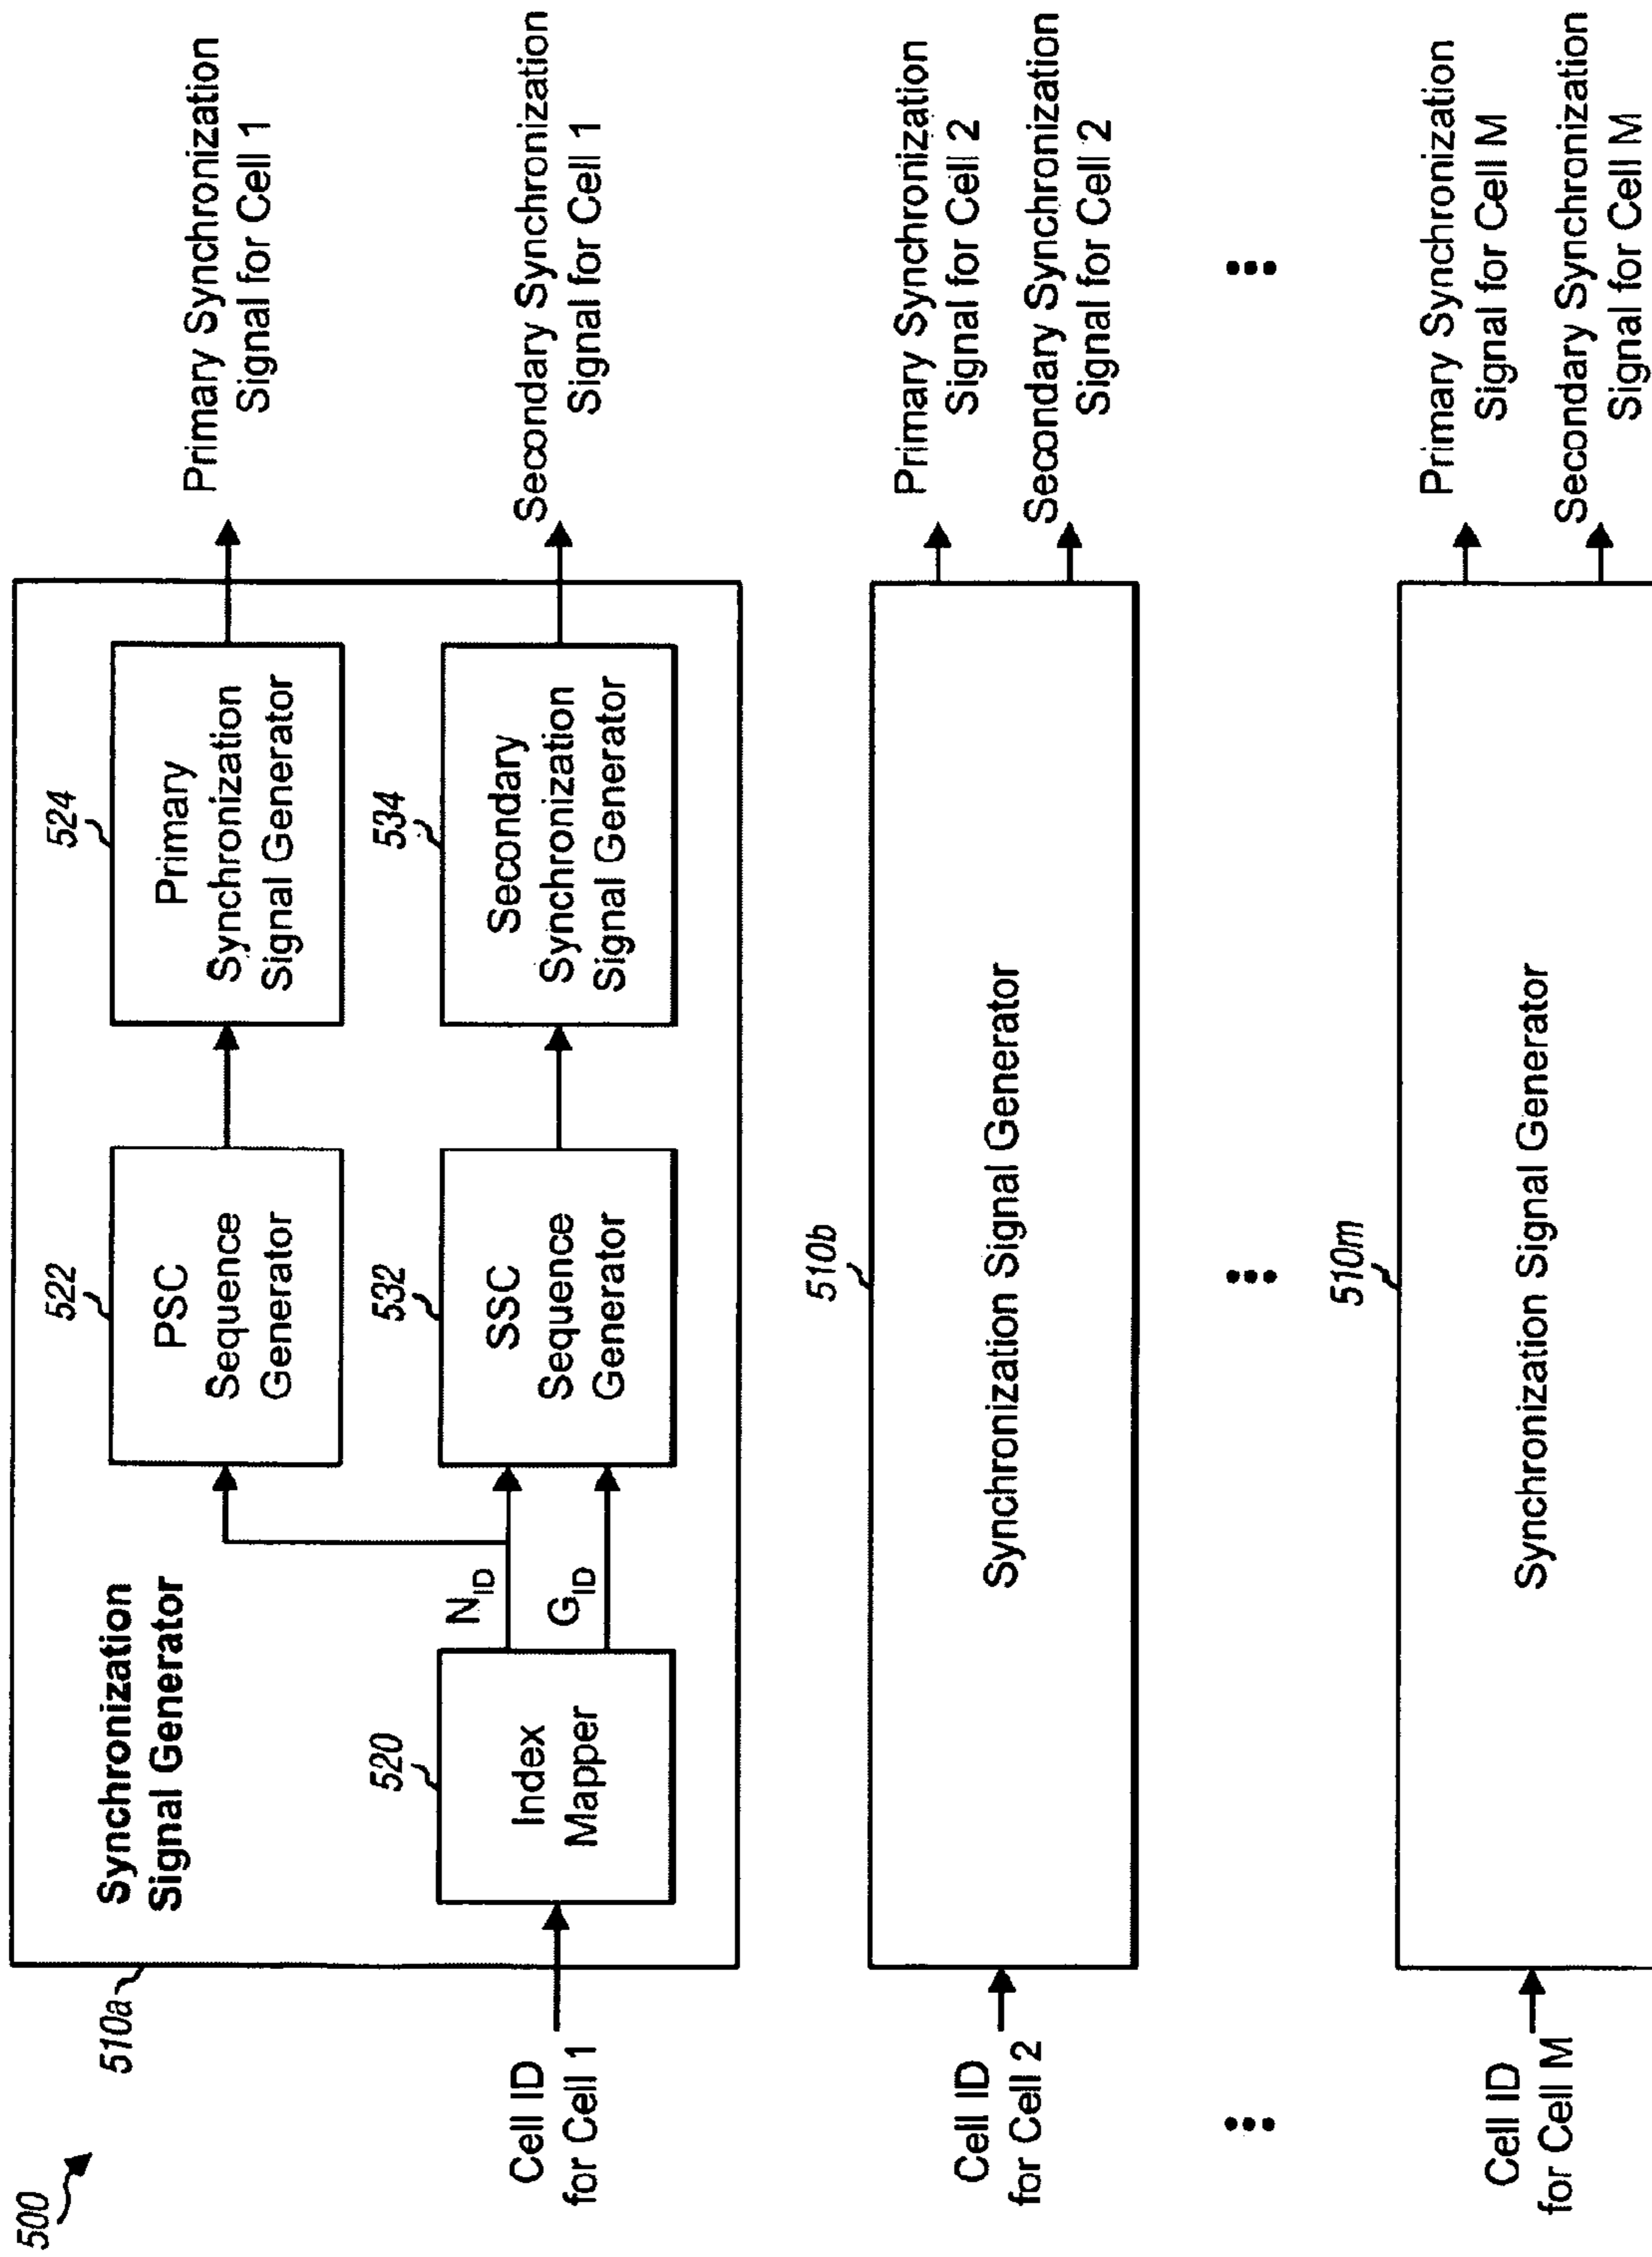 500
510a
Synchronization
Signal Generator
522
PSC
Sequence
Generator
524
Primary
Synchronization
Signal Generator
Primary Synchronization
Signal for Cell 1
Cell ID
for Cell 1
520
Index
Mapper
N_ID
G_ID
532
SSC
Sequence
Generator
534
Secondary
Synchronization
Signal Generator
Secondary Synchronization
Signal for Cell 1
Cell ID
for Cell 2
510b
Synchronization Signal Generator
Primary Synchronization
Signal for Cell 2
Secondary Synchronization
Signal for Cell 2
Cell ID
for Cell M
510m
Synchronization Signal Generator
Primary Synchronization
Signal for Cell M
Secondary Synchronization
Signal for Cell M